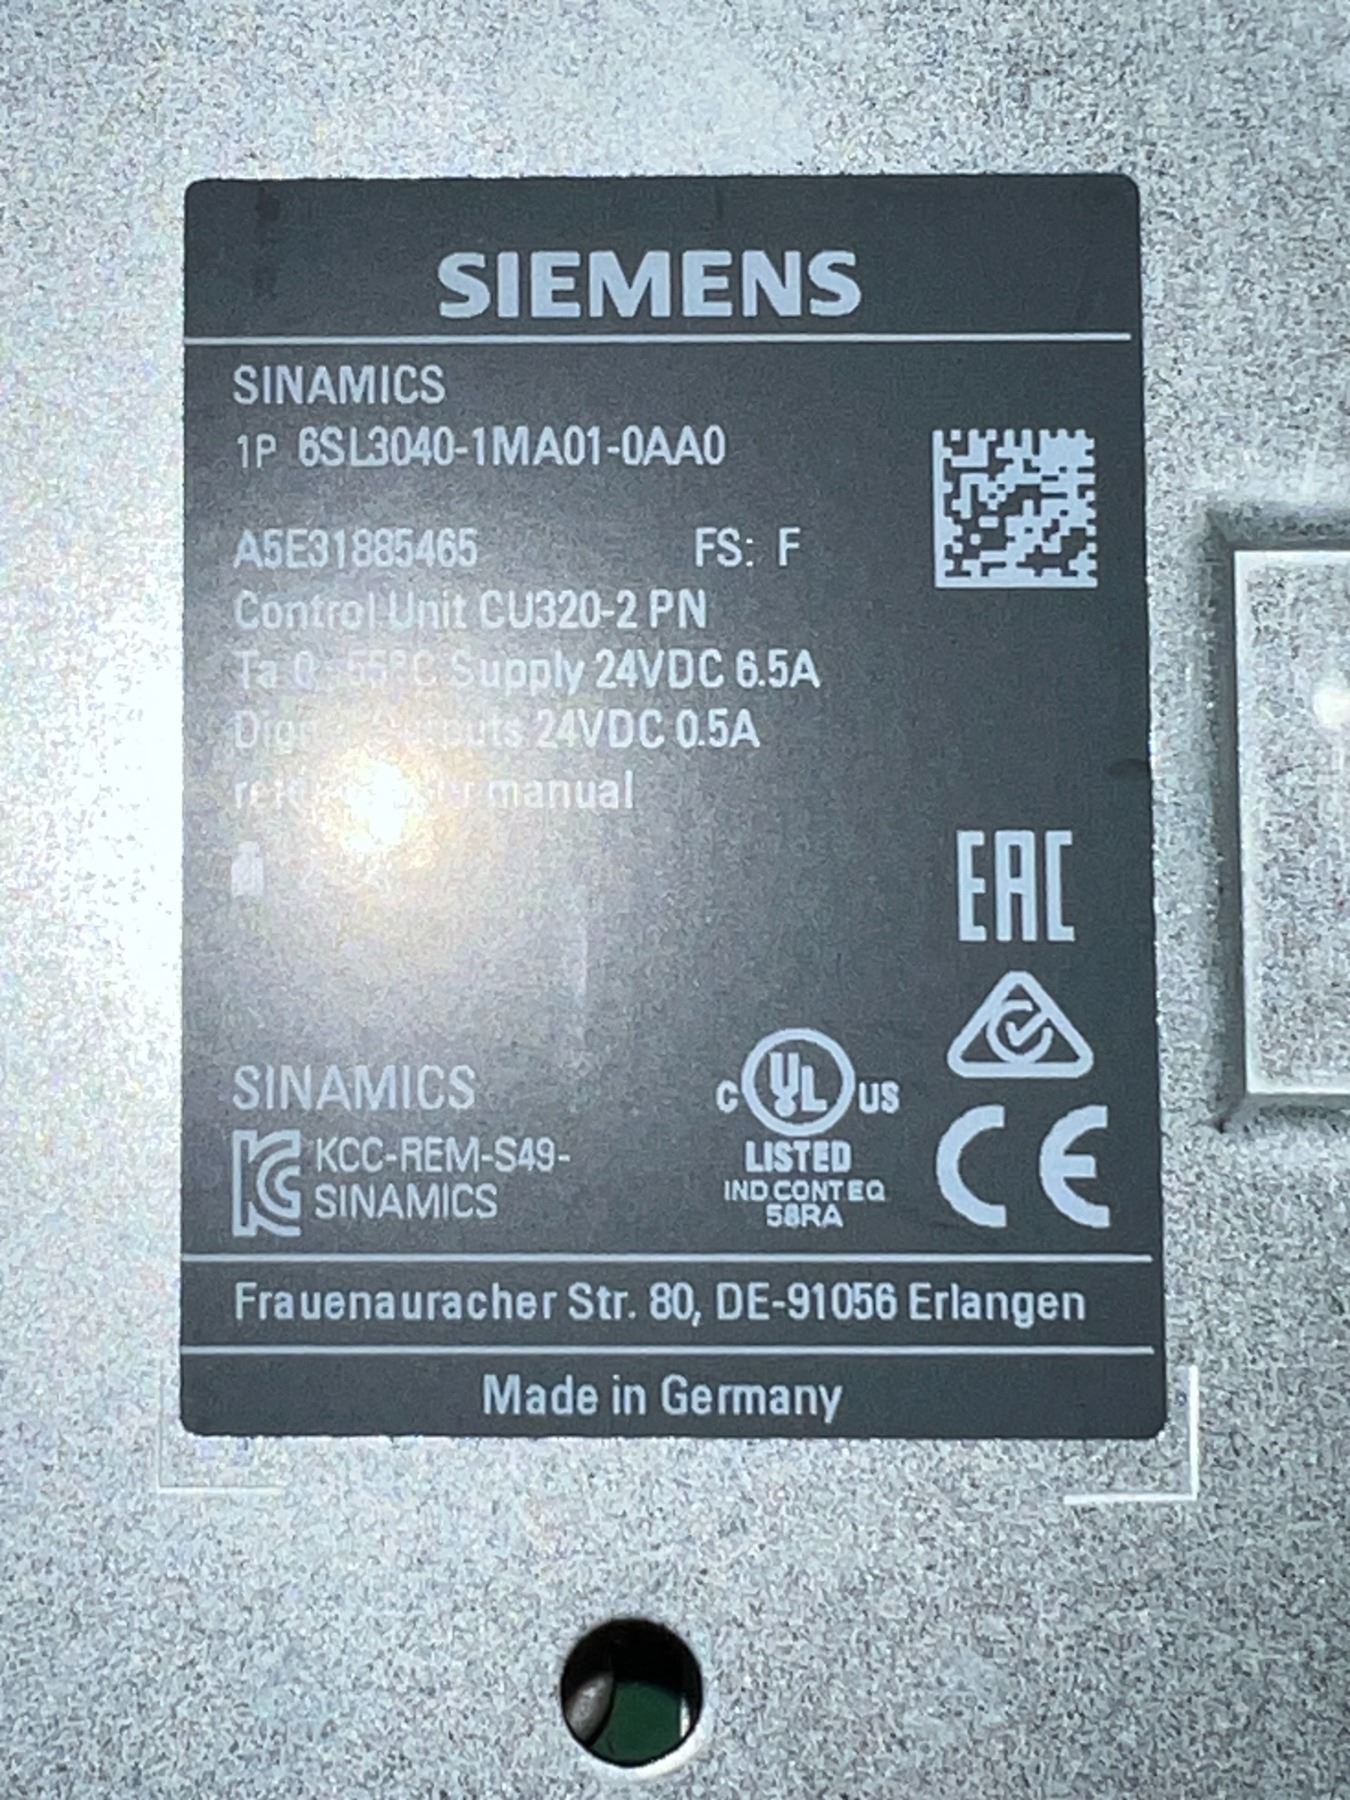 SIEMENS
SINAMICS
1P 6SL3040-1MA01-0AA0
A5E31885465 FS: F
Control Unit CU320-2 PN
Ta 55°C Supply 24VDC 6.5A
24VDC 0.5A
manual
EAC
SINAMICS
C UL US
LISTED
IND CONT EQ
58RA
KCC-REM-S49-
SINAMICS
CE
Frauenauracher Str. 80, DE-91056 Erlangen
Made in Germany